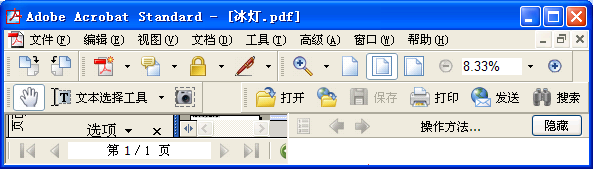 Adobe Acrobat Standard - [冰灯.pdf]
文件(F) 编辑(E) 视图(V) 文档(D) 工具(T) 高级(A) 窗口(W) 帮助(H)
8.33%
文本选择工具 打开 保存 打印 发送 搜索
选项 操作方法... 隐藏
第 1 / 1 页